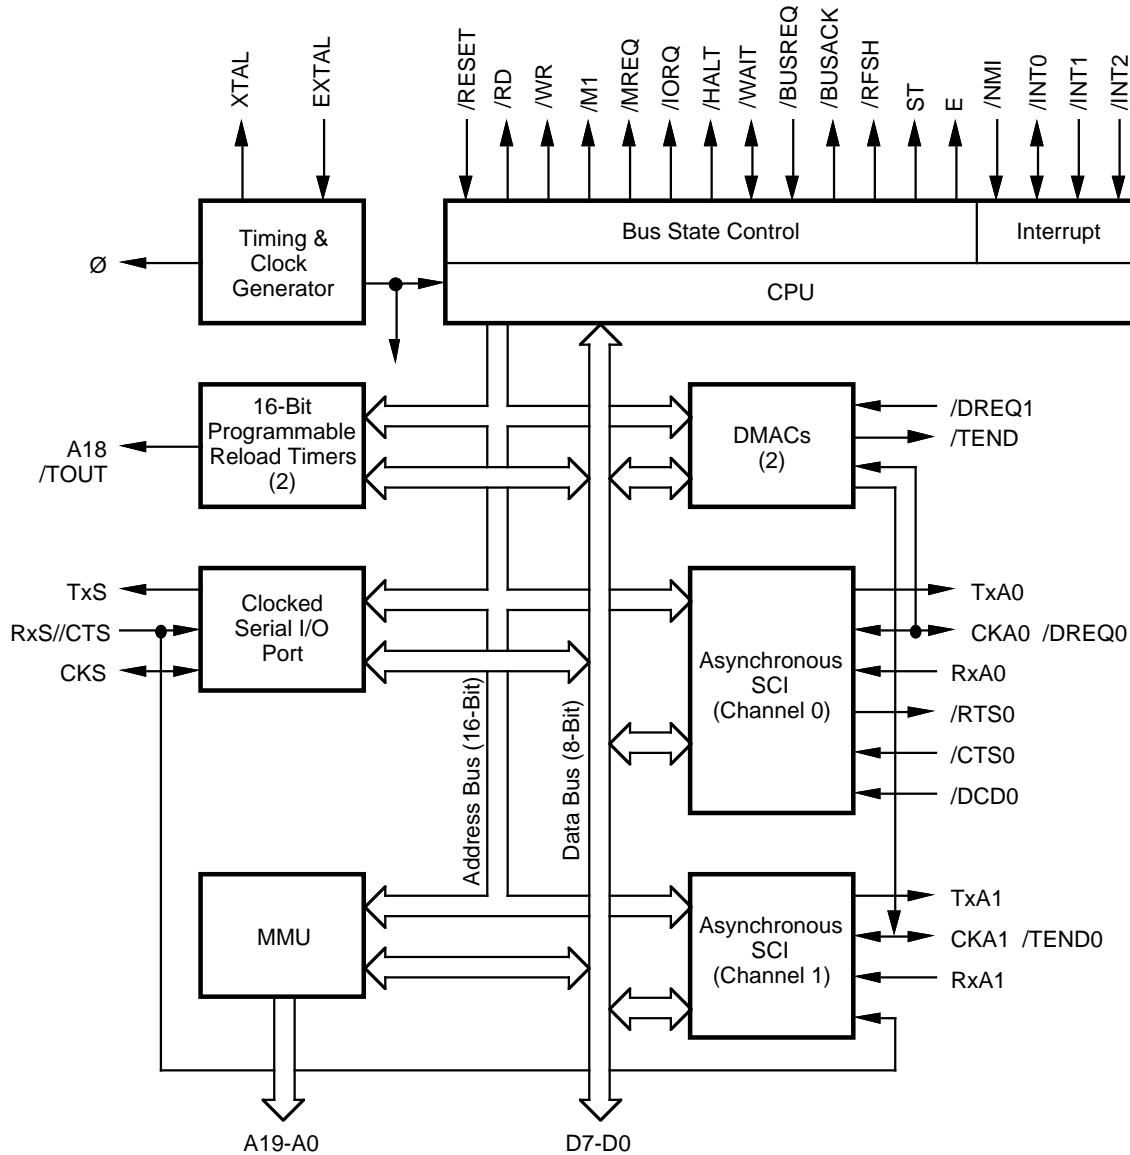 XTAL
EXTAL
/RESET
/RD
/WR
/M1
/MREQ
/IORQ
/HALT
/WAIT
/BUSREQ
/BUSACK
/RFSH
ST
E
/NMI
/INT0
/INT1
/INT2
Timing &
Clock
Generator
Ø
Bus State Control
Interrupt
CPU
16-Bit
Programmable
Reload Timers
(2)
A18
/TOUT
DMACs
(2)
/DREQ1
/TEND
TxS
RxS//CTS
CKS
Clocked
Serial I/O
Port
Address Bus (16-Bit)
Data Bus (8-Bit)
Asynchronous
SCI
(Channel 0)
TxA0
CKA0 /DREQ0
RxA0
/RTS0
/CTS0
/DCD0
MMU
Asynchronous
SCI
(Channel 1)
TxA1
CKA1 /TEND0
RxA1
A19-A0
D7-D0